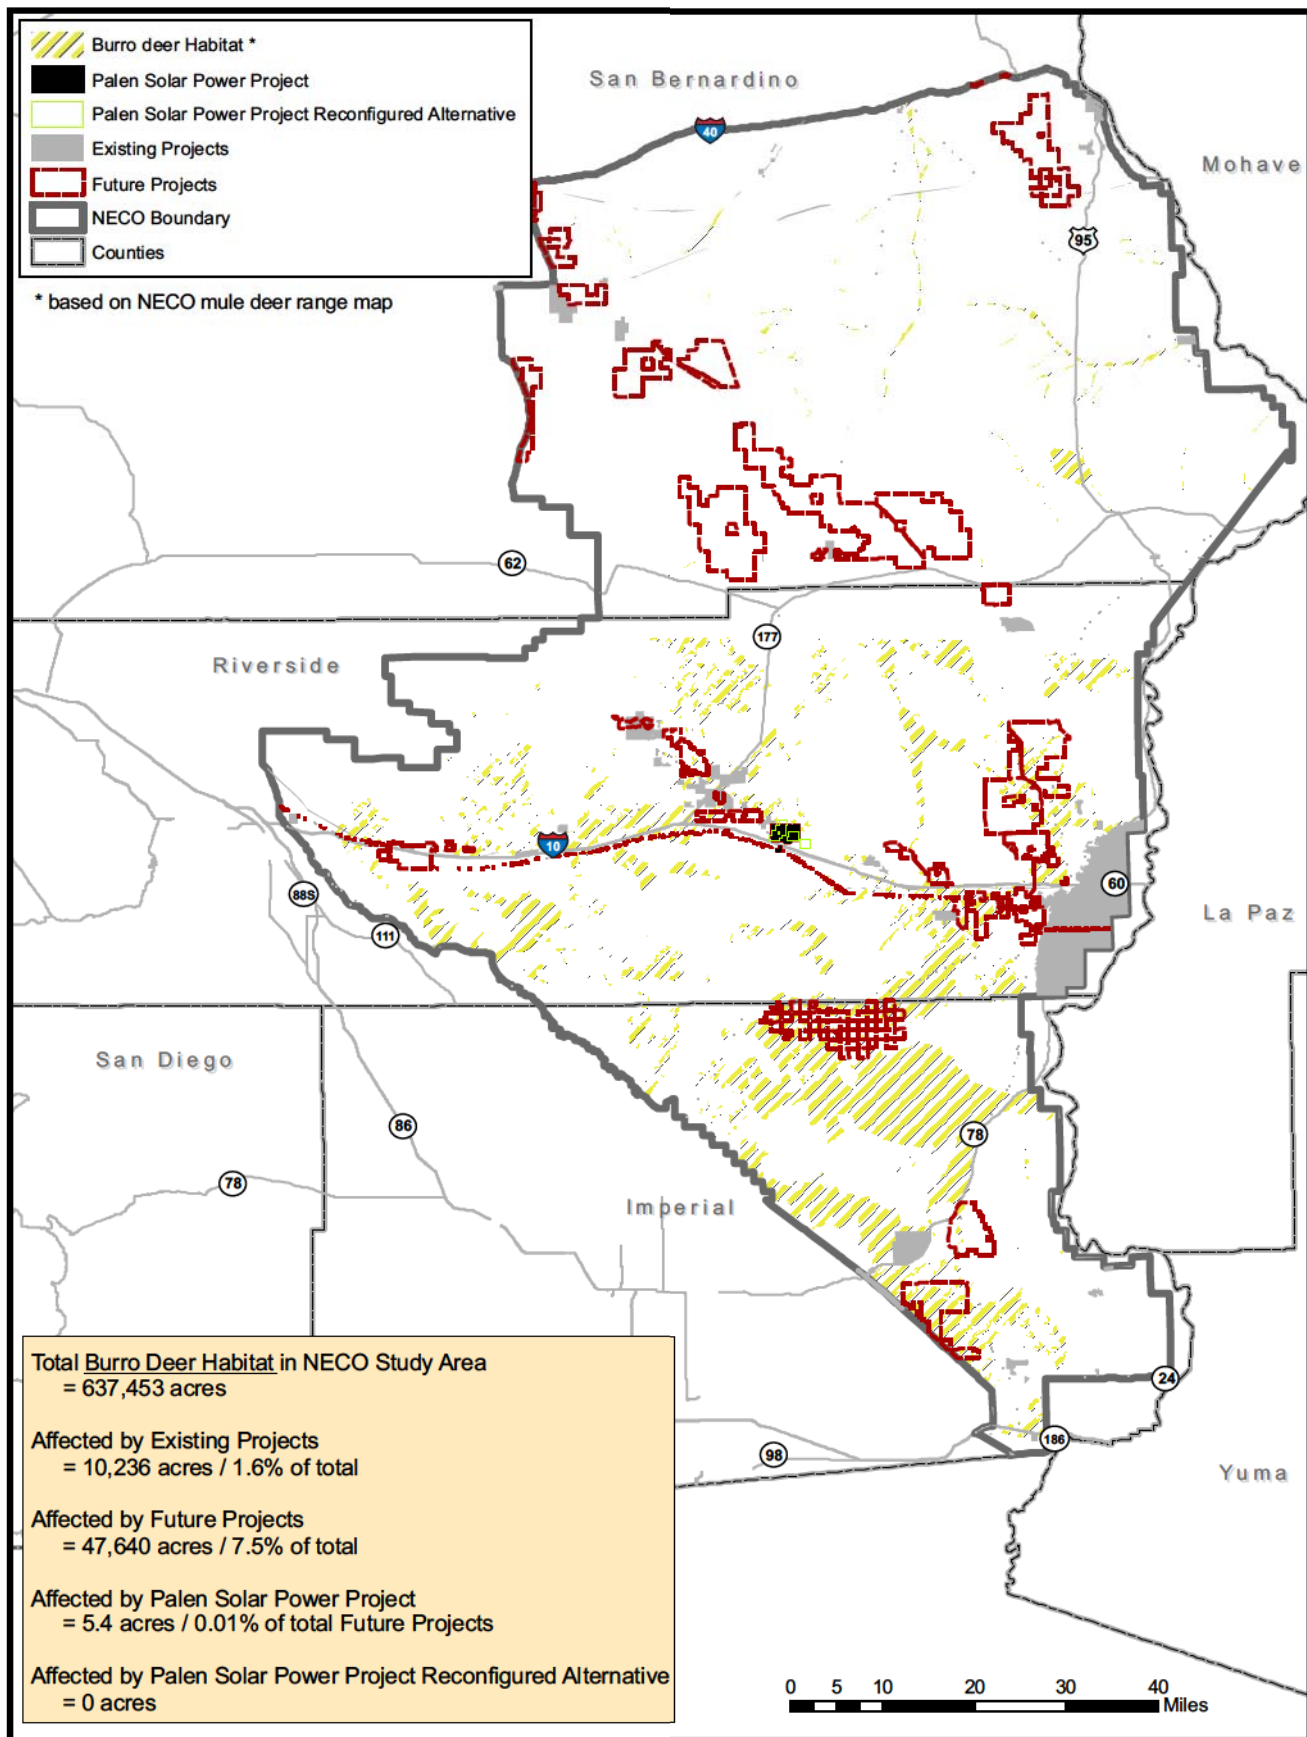 Burro deer Habitat *
Palen Solar Power Project
Palen Solar Power Project Reconfigured Alternative
Existing Projects
Future Projects
NECO Boundary
Counties
* based on NECO mule deer range map
San Bernardino
40
Mohave
95
62
177
Riverside
10
88S
111
60
La Paz
San Diego
86
78
78
Imperial
24
186
98
Yuma
Total Burro Deer Habitat in NECO Study Area
= 637,453 acres
Affected by Existing Projects
= 10,236 acres / 1.6% of total
Affected by Future Projects
= 47,640 acres / 7.5% of total
Affected by Palen Solar Power Project
= 5.4 acres / 0.01% of total Future Projects
Affected by Palen Solar Power Project Reconfigured Alternative
= 0 acres
0 5 10 20 30 40
Miles